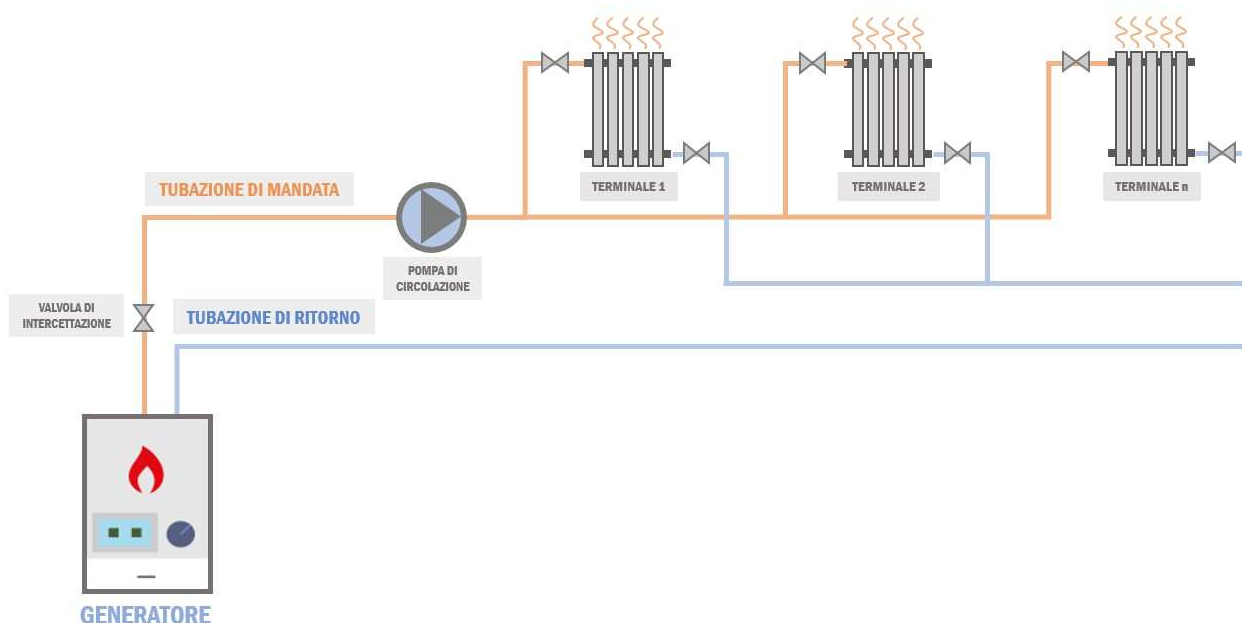 TERMINALE 1
TERMINALE 2
TERMINALE n
TUBAZIONE DI MANDATA
POMPA DI
CIRCOLAZIONE
VALVOLA DI
INTERCETTAZIONE
TUBAZIONE DI RITORNO
GENERATORE